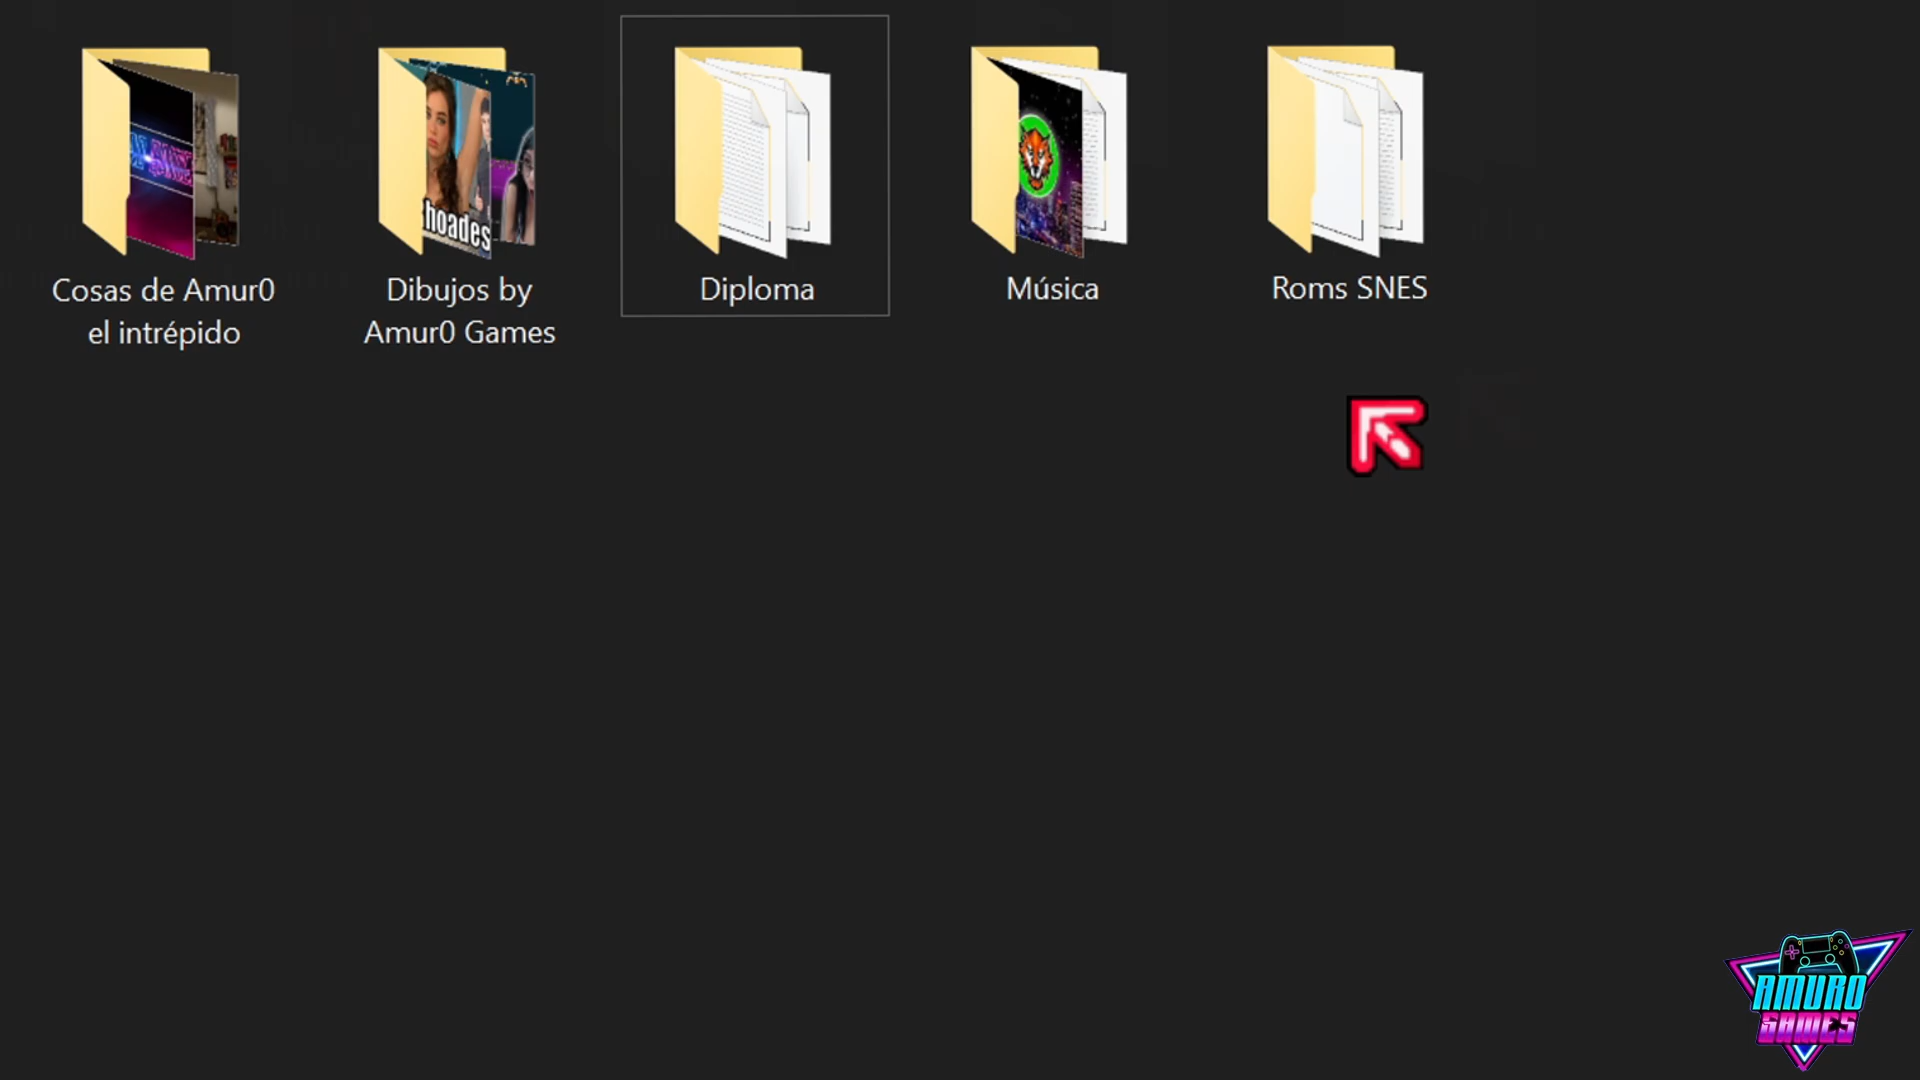 Cosas de Amur0
el intrépido
Dibujos by
Amur0 Games
Diploma
Música
Roms SNES
hoades
AMURO
GAMES